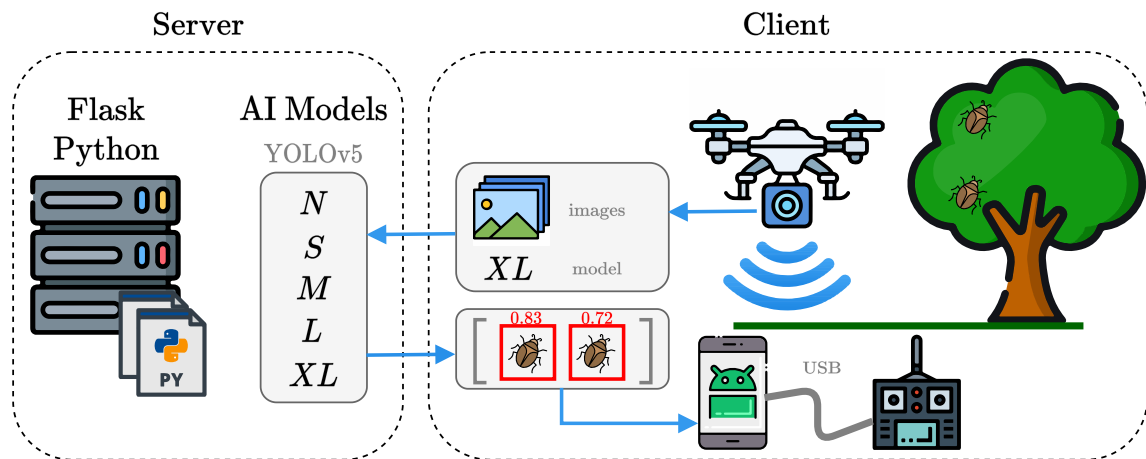 Server
Client
Flask
Python
AI Models
YOLOv5
N
S
M
L
XL
PY
images
XL
model
0.83
0.72
USB